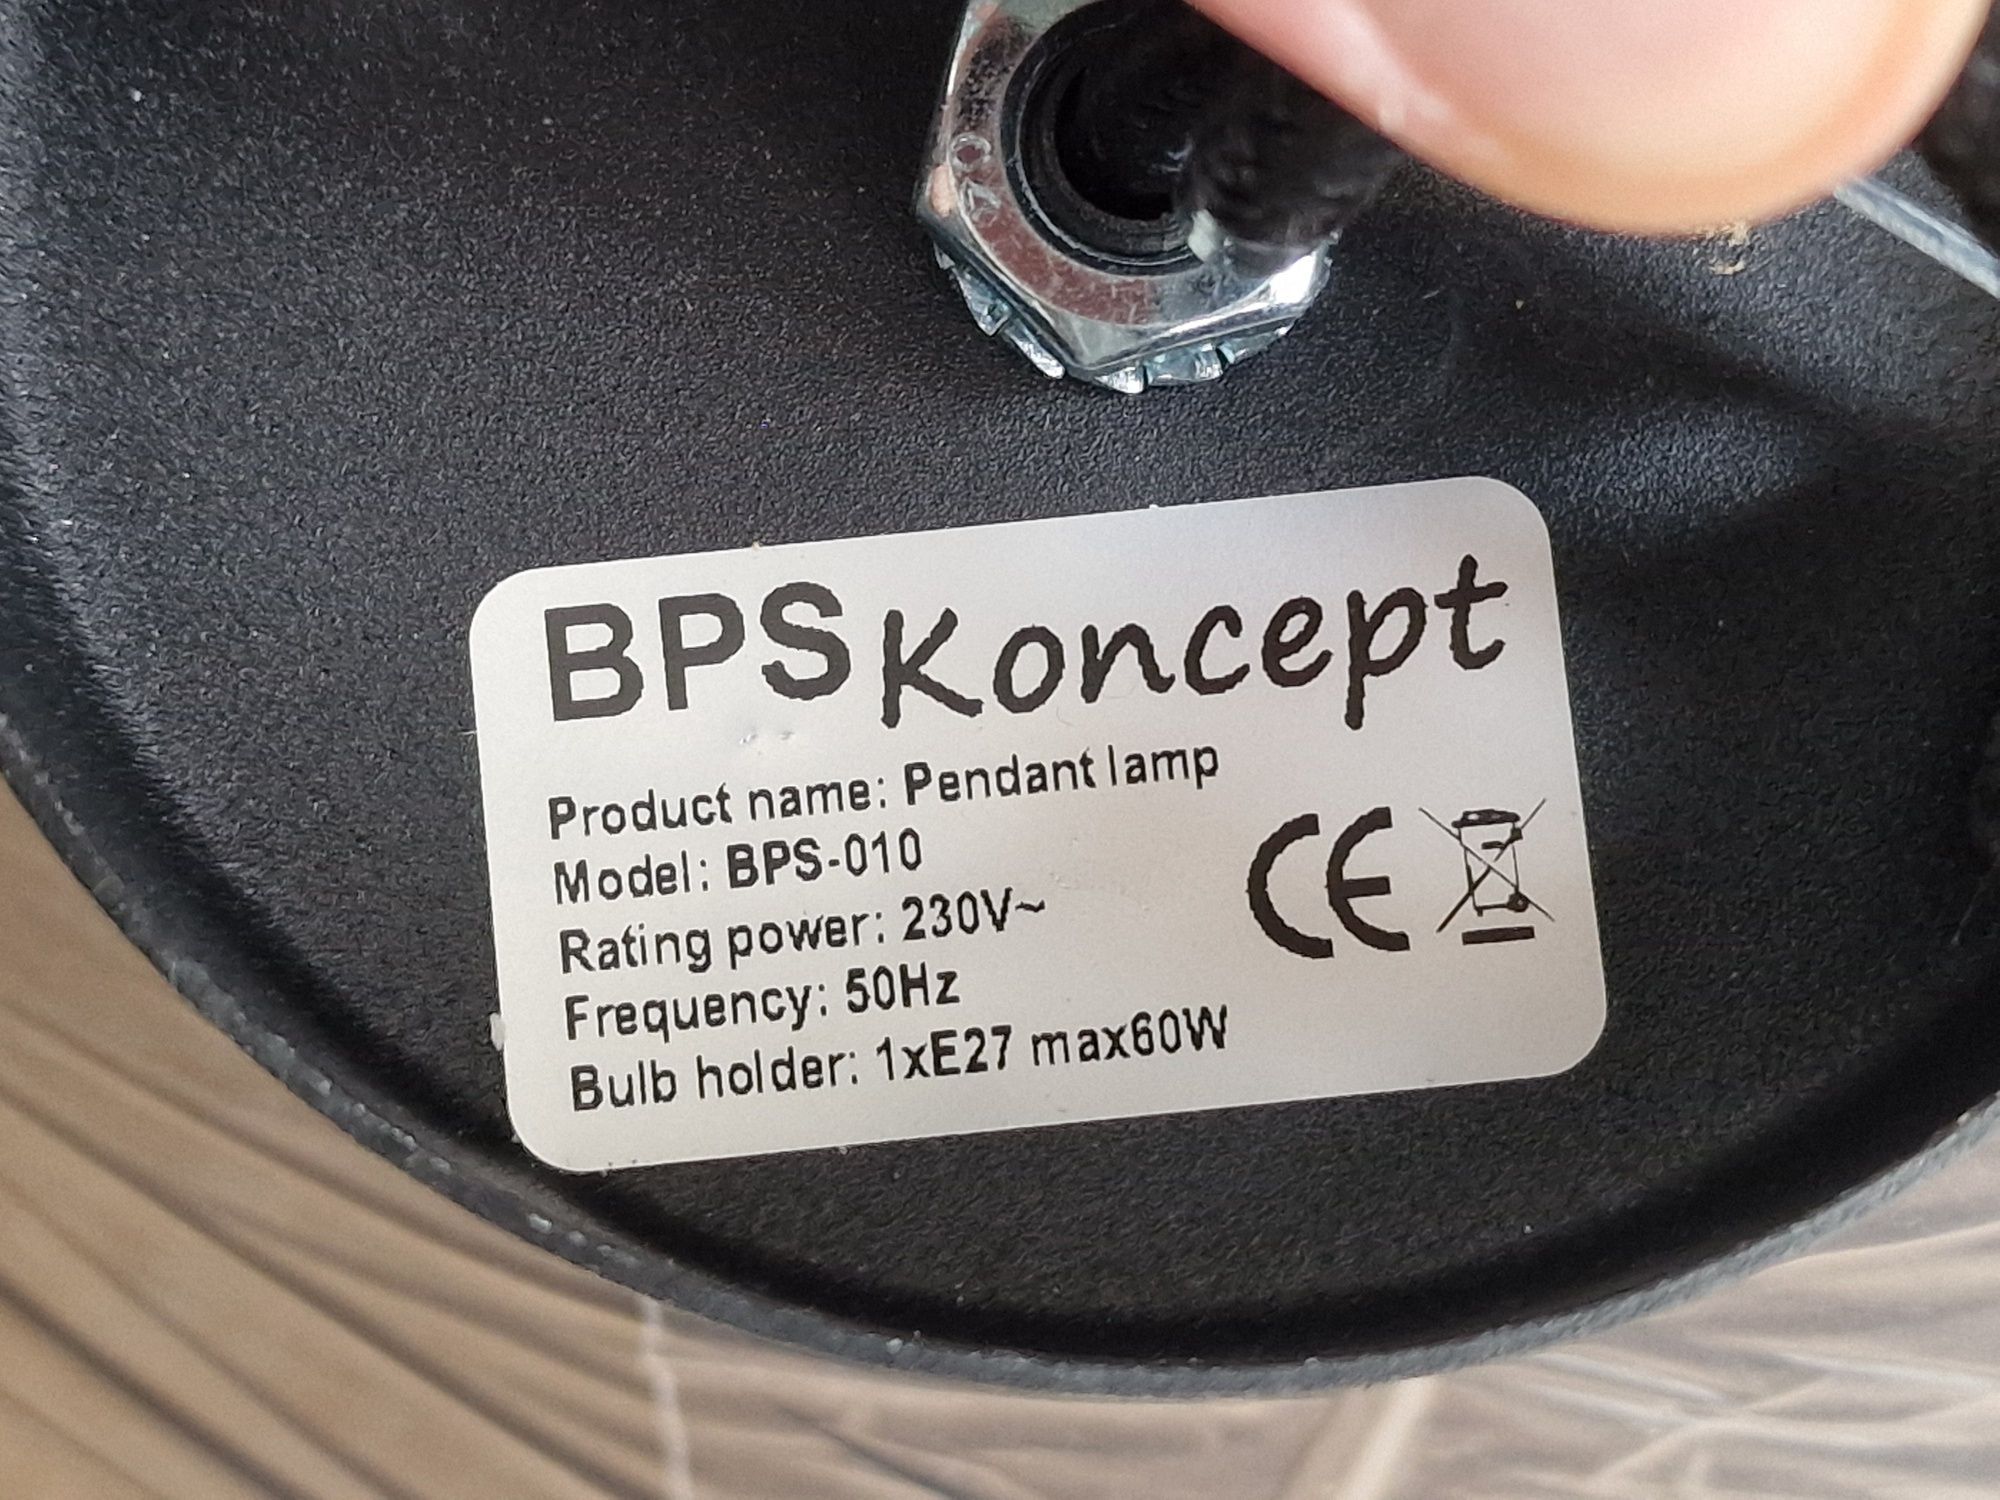 BPS Koncept
Product name: Pendant lamp
Model: BPS-010
Rating power: 230V~
Frequency: 50Hz
Bulb holder: 1xE27 max60W
CE